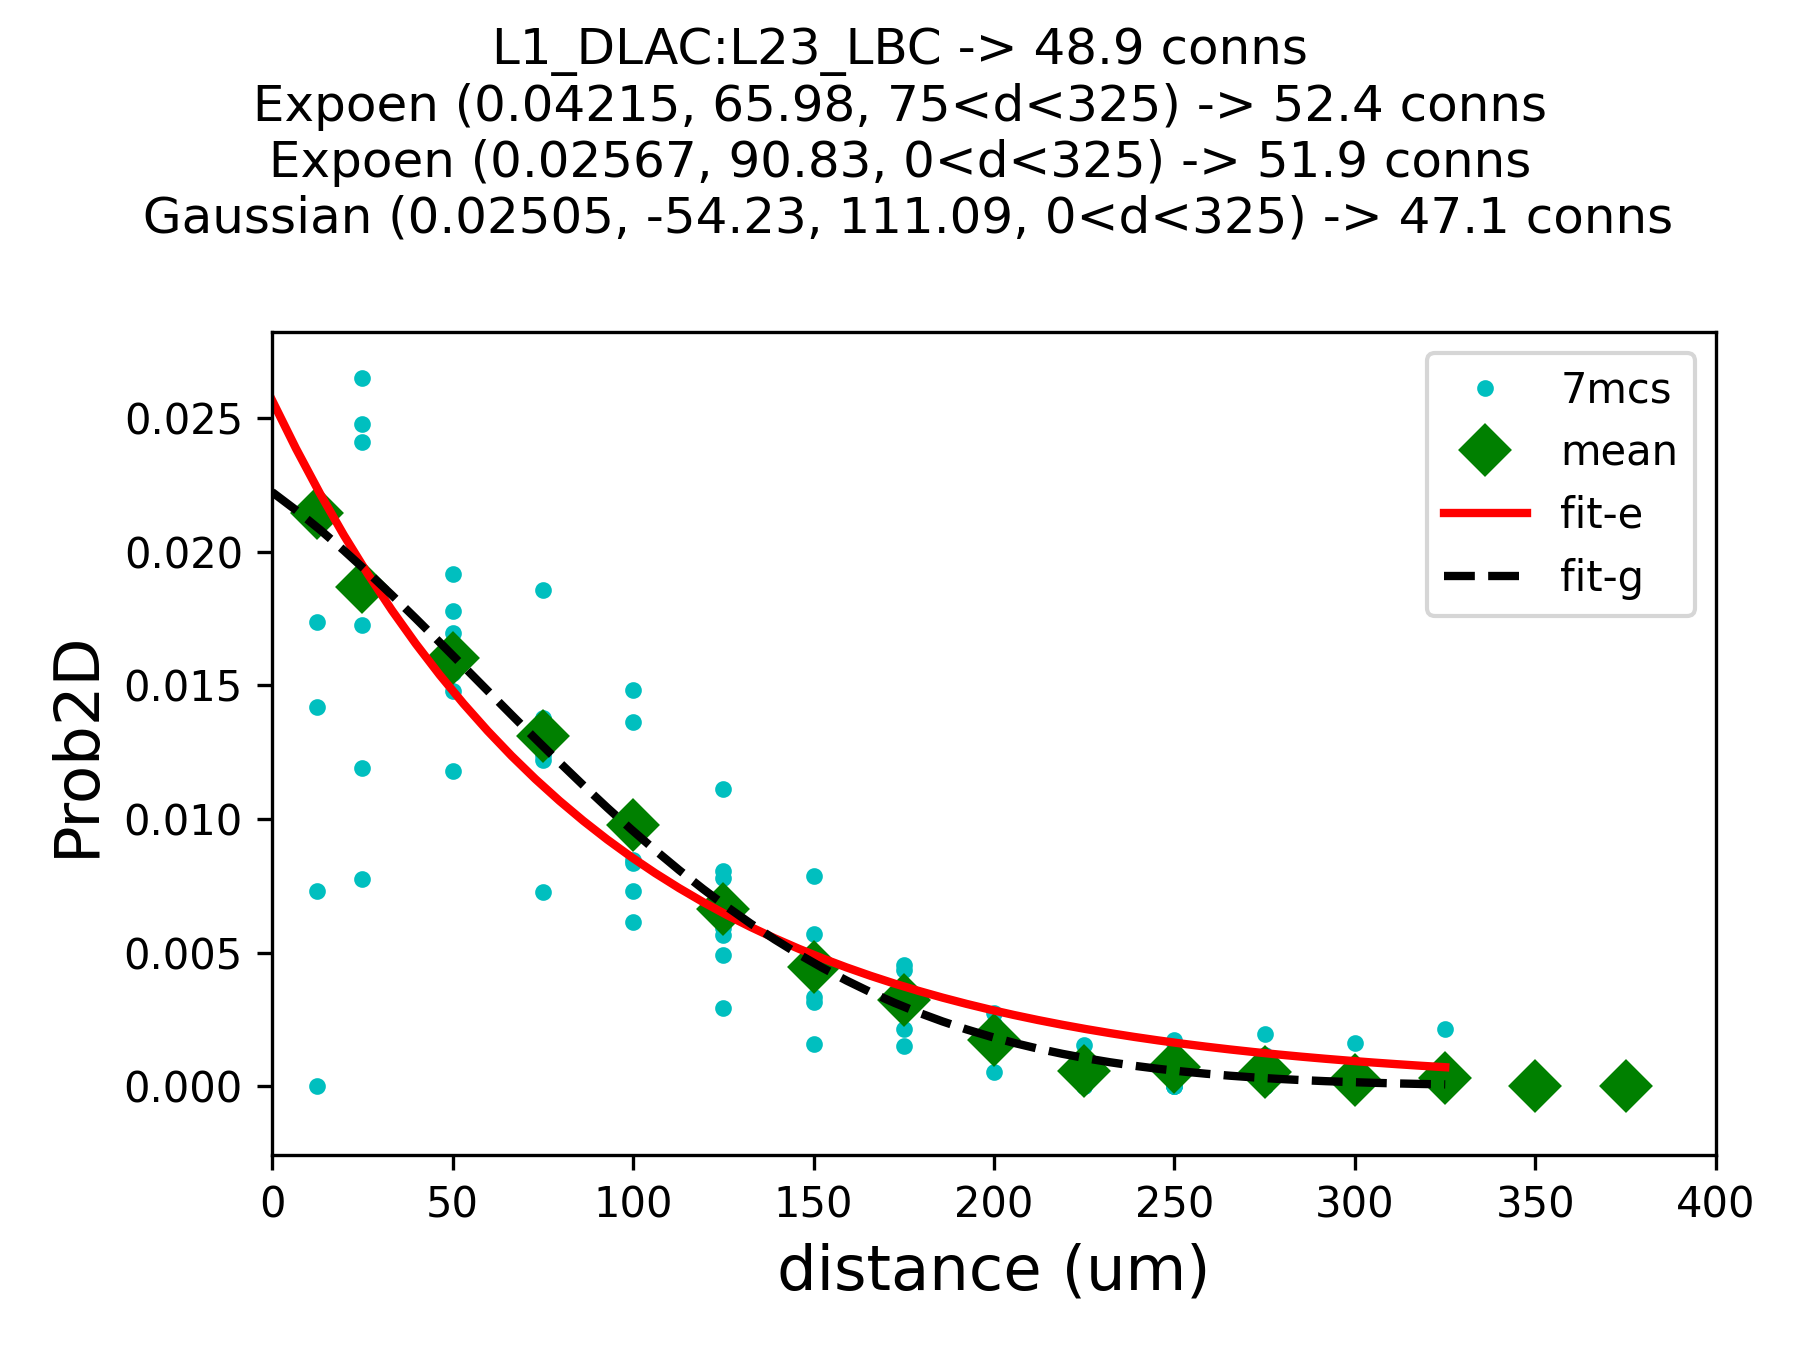 L1_DLAC:L23_LBC -> 48.9 conns
Expoen (0.04215, 65.98, 75<d<325) -> 52.4 conns
Expoen (0.02567, 90.83, 0<d<325) -> 51.9 conns
Gaussian (0.02505, -54.23, 111.09, 0<d<325) -> 47.1 conns
7mcs
mean
fit-e
fit-g
Prob2D
0.025
0.020
0.015
0.010
0.005
0.000
0 50 100 150 200 250 300 350 400
distance (um)